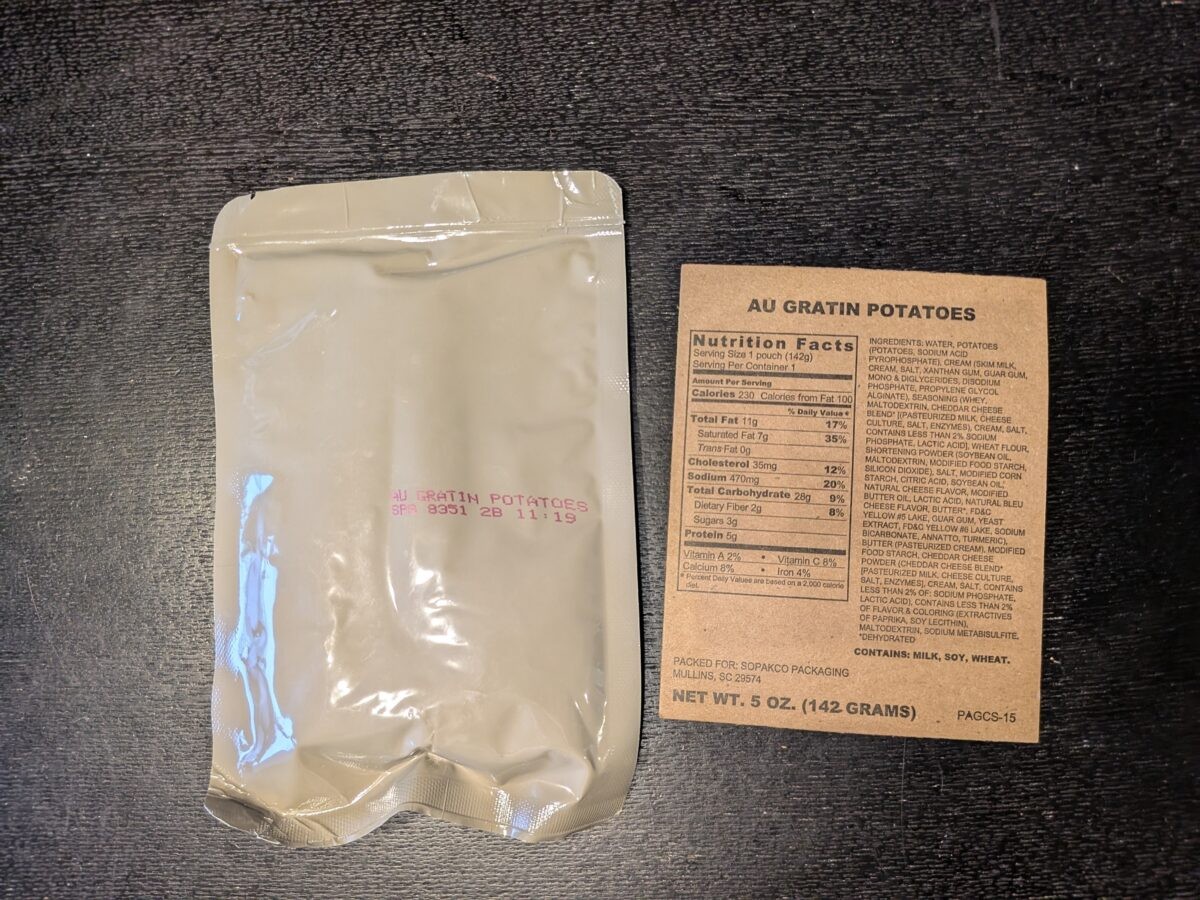 AU GRATIN POTATOES
8351 2B 11:19
AU GRATIN POTATOES
Nutrition Facts
Serving Size 1 pouch (142g)
Serving Per Container 1
Amount Per Serving
Calories 230 Calories from Fat 100
% Daily Value*
Total Fat 11g 17%
Saturated Fat 7g 35%
Trans Fat 0g
Cholesterol 35mg 12%
Sodium 470mg 20%
Total Carbohydrate 28g 9%
Dietary Fiber 2g 8%
Sugars 3g
Protein 5g
Vitamin A 2% • Vitamin C 8%
Calcium 8% • Iron 4%
* Percent Daily Values are based on a 2,000 calorie
diet.
INGREDIENTS: WATER, POTATOES
(POTATOES, SODIUM ACID
PYROPHOSPHATE), CREAM (SKIM MILK,
CREAM, SALT, XANTHAN GUM, GUAR GUM,
MONO & DIGLYCERIDES, DISODIUM
PHOSPHATE, PROPYLENE GLYCOL
ALGINATE), SEASONING (WHEY,
MALTODEXTRIN, CHEDDAR CHEESE
BLEND* [(PASTEURIZED MILK, CHEESE
CULTURE, SALT, ENZYMES), CREAM, SALT,
CONTAINS LESS THAN 2% SODIUM
PHOSPHATE, LACTIC ACID], WHEAT FLOUR,
SHORTENING POWDER (SOYBEAN OIL,
MALTODEXTRIN, MODIFIED FOOD STARCH,
SILICON DIOXIDE), SALT, MODIFIED CORN
STARCH, CITRIC ACID, SOYBEAN OIL,
NATURAL CHEESE FLAVOR, MODIFIED
BUTTER OIL, LACTIC ACID, NATURAL BLEU
CHEESE FLAVOR, BUTTER*, FD&C
YELLOW #5 LAKE, GUAR GUM, YEAST
EXTRACT, FD&C YELLOW #6 LAKE, SODIUM
BICARBONATE, ANNATTO, TURMERIC),
BUTTER (PASTEURIZED CREAM), MODIFIED
FOOD STARCH, CHEDDAR CHEESE
POWDER (CHEDDAR CHEESE BLEND*
[PASTEURIZED MILK, CHEESE CULTURE,
SALT, ENZYMES], CREAM, SALT, CONTAINS
LESS THAN 2% OF: SODIUM PHOSPHATE,
LACTIC ACID), CONTAINS LESS THAN 2%
OF FLAVOR & COLORING (EXTRACTIVES
OF PAPRIKA, SOY LECITHIN),
MALTODEXTRIN, SODIUM METABISULFITE.
*DEHYDRATED
CONTAINS: MILK, SOY, WHEAT.
PACKED FOR: SOPAKCO PACKAGING
MULLINS, SC 29574
NET WT. 5 OZ. (142 GRAMS)
PAGCS-15